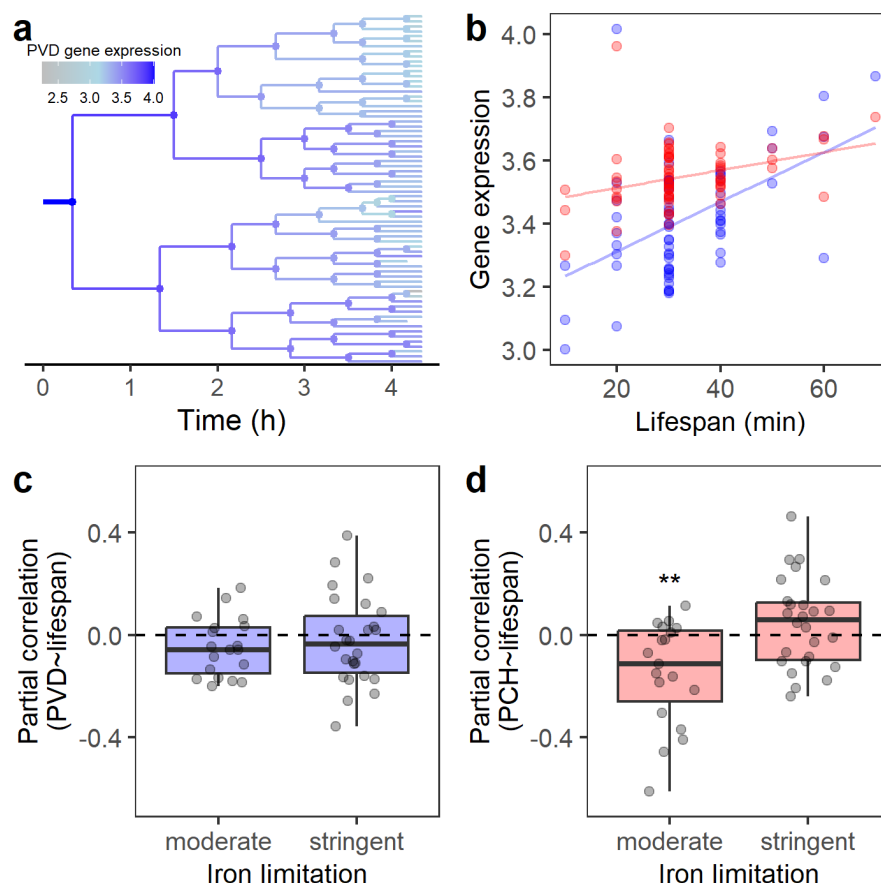 a
PVD gene expression
2.5 3.0 3.5 4.0
0 1 2 3 4
Time (h)
b
4.0
3.8
3.6
3.4
3.2
3.0
Gene expression
20 40 60
Lifespan (min)
c
0.4
0.0
-0.4
Partial correlation
(PVD~lifespan)
moderate stringent
Iron limitation
d
**
0.4
0.0
-0.4
Partial correlation
(PCH~lifespan)
moderate stringent
Iron limitation